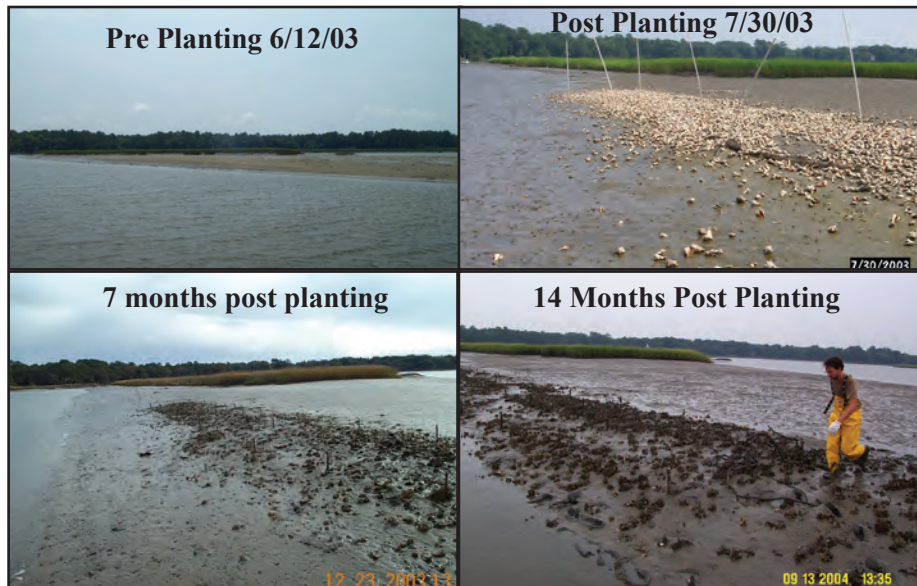 Pre Planting 6/12/03
Post Planting 7/30/03
7/30/2003
7 months post planting
14 Months Post Planting
12 23 2003 13
09 13 2004 13:35